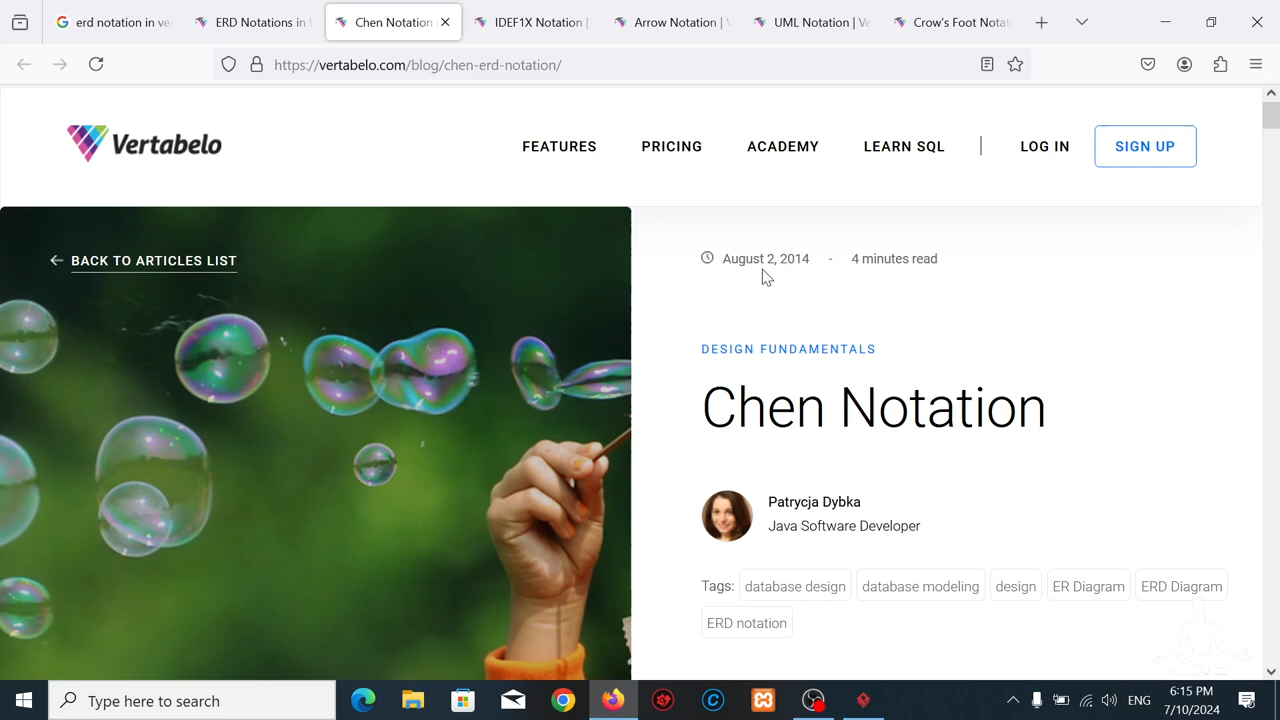 erd notation in ve
ERD Notations in
Chen Notation
IDEF1X Notation |
Arrow Notation | V
UML Notation | Ve
Crow's Foot Notat
https://vertabelo.com/blog/chen-erd-notation/
Vertabelo
FEATURES
PRICING
ACADEMY
LEARN SQL
LOG IN
SIGN UP
BACK TO ARTICLES LIST
August 2, 2014 - 4 minutes read
DESIGN FUNDAMENTALS
Chen Notation
Patrycja Dybka
Java Software Developer
Tags: database design database modeling design ER Diagram ERD Diagram
ERD notation
Type here to search
ENG
6:15 PM
7/10/2024